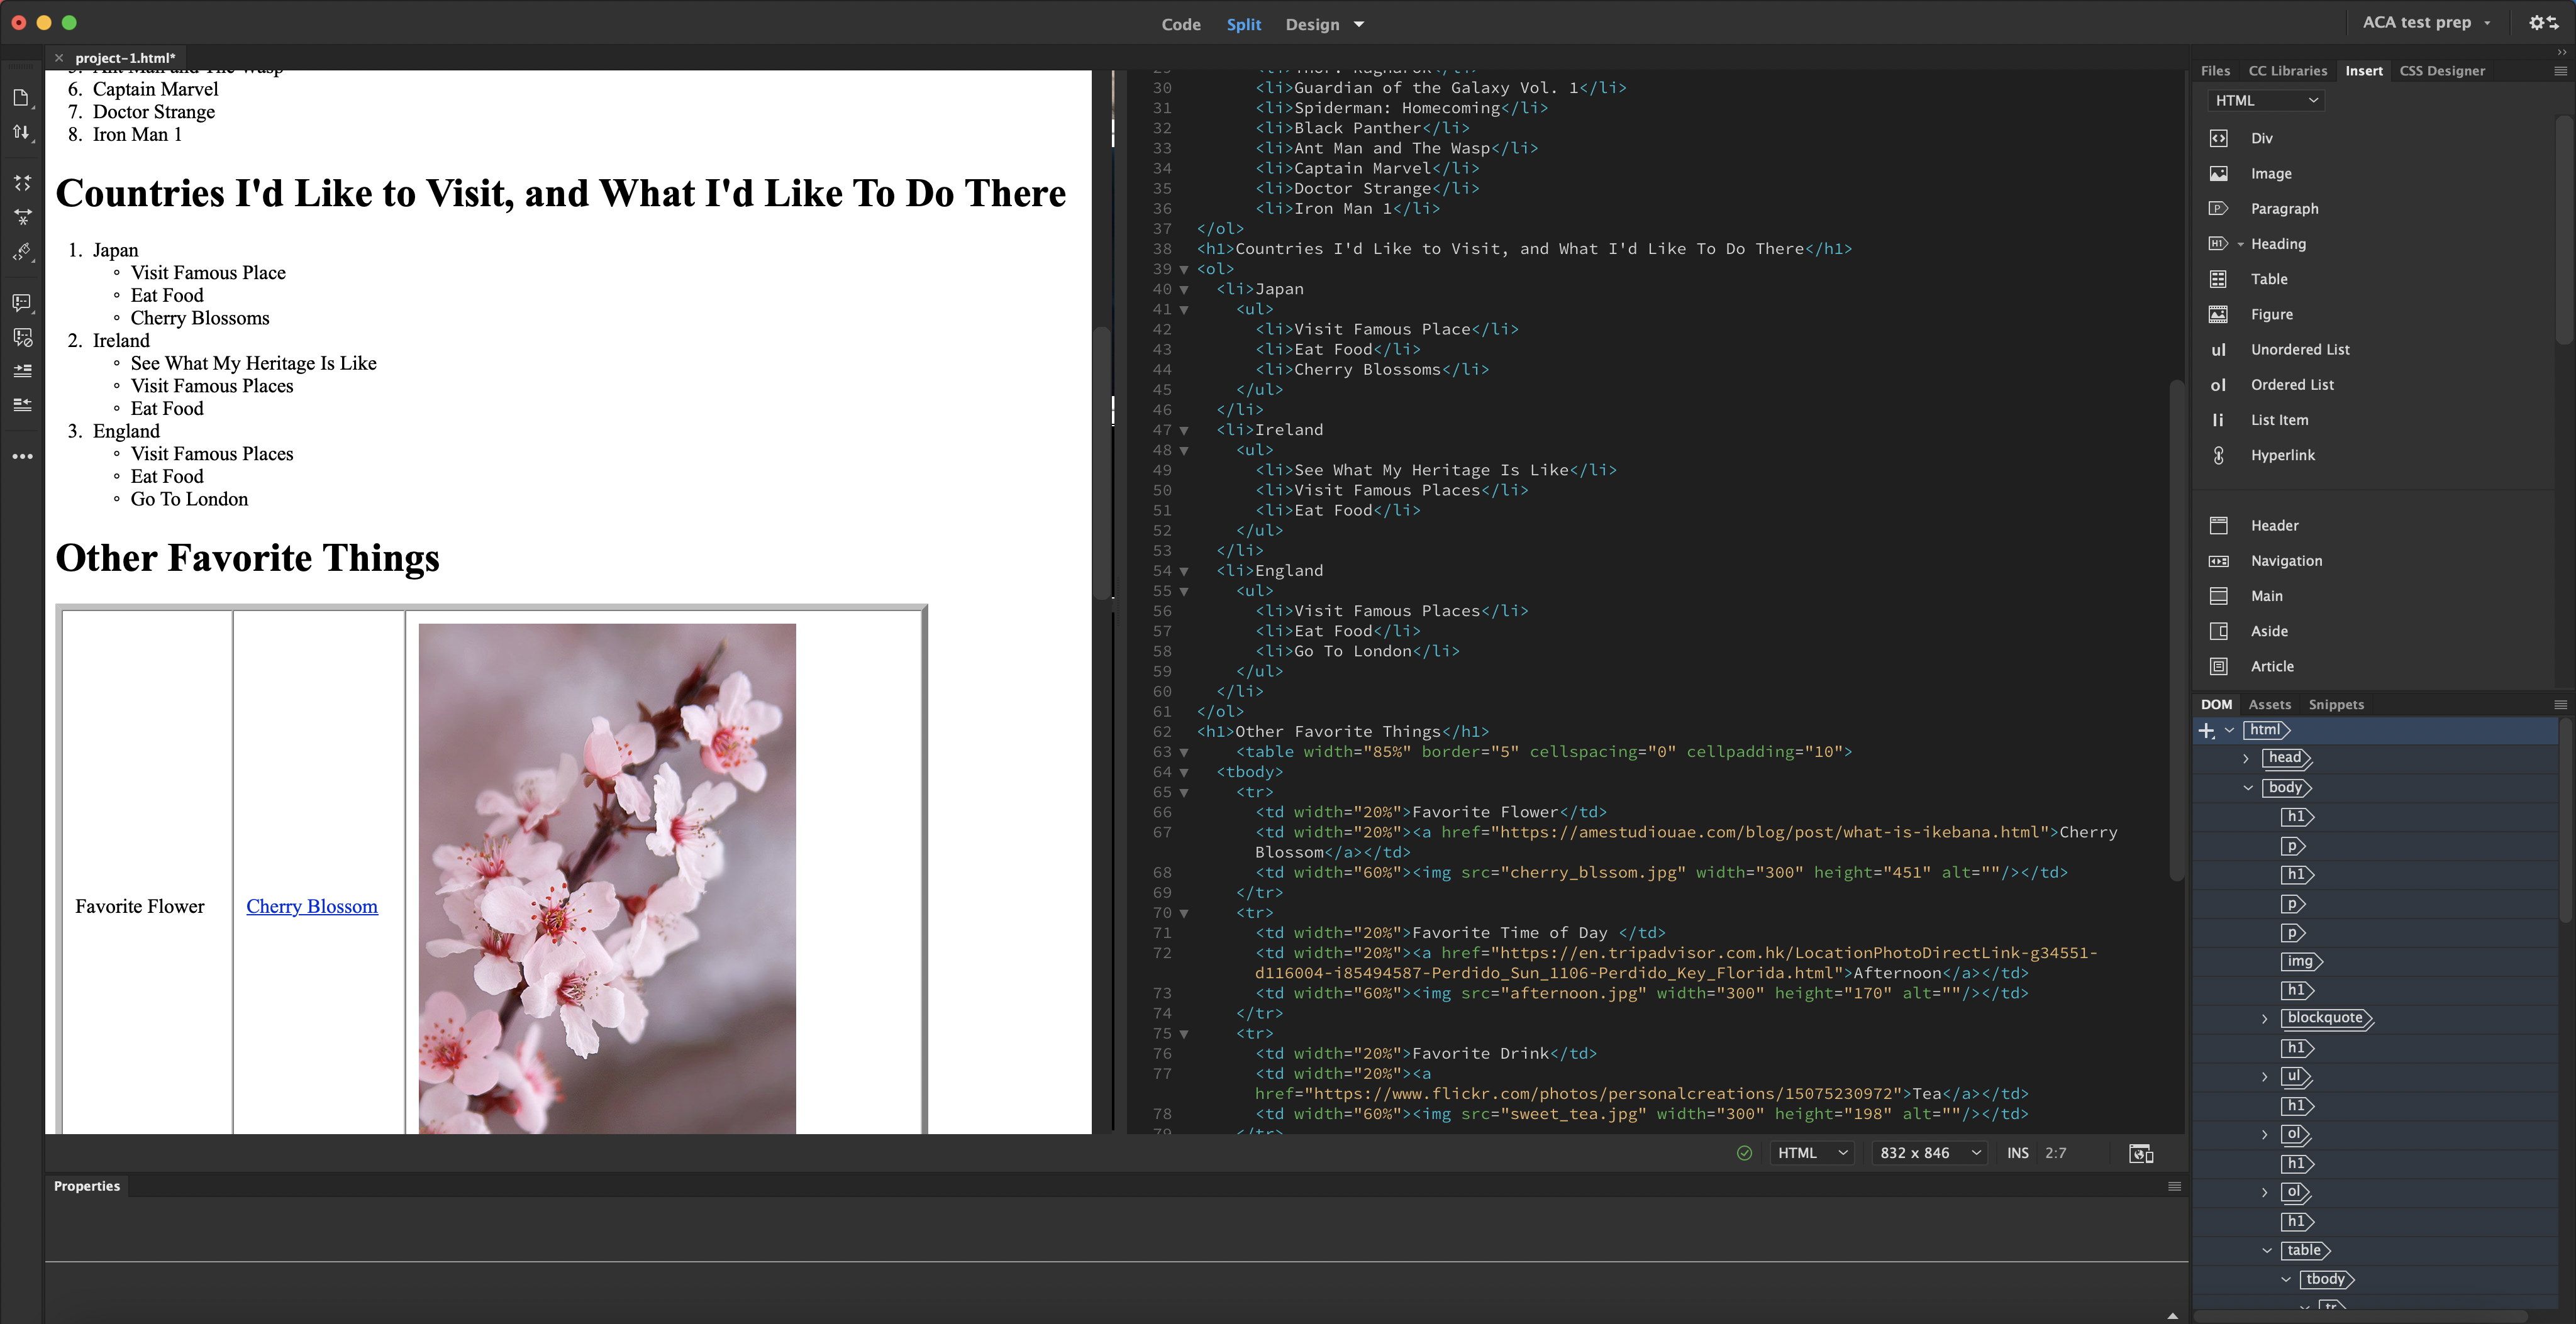 Code Split Design
ACA test prep
project-1.html*
5. Ant Man and The Wasp
6. Captain Marvel
7. Doctor Strange
8. Iron Man 1
Countries I'd Like to Visit, and What I'd Like To Do There
1. Japan
Visit Famous Place
Eat Food
Cherry Blossoms
2. Ireland
See What My Heritage Is Like
Visit Famous Places
Eat Food
3. England
Visit Famous Places
Eat Food
Go To London
Other Favorite Things
Favorite Flower
Cherry Blossom
29 <li>Thor: Ragnarok</li>
30 <li>Guardian of the Galaxy Vol. 1</li>
31 <li>Spiderman: Homecoming</li>
32 <li>Black Panther</li>
33 <li>Ant Man and The Wasp</li>
34 <li>Captain Marvel</li>
35 <li>Doctor Strange</li>
36 <li>Iron Man 1</li>
37 </ol>
38 <h1>Countries I'd Like to Visit, and What I'd Like To Do There</h1>
39 <ol>
40 <li>Japan
41 <ul>
42 <li>Visit Famous Place</li>
43 <li>Eat Food</li>
44 <li>Cherry Blossoms</li>
45 </ul>
46 </li>
47 <li>Ireland
48 <ul>
49 <li>See What My Heritage Is Like</li>
50 <li>Visit Famous Places</li>
51 <li>Eat Food</li>
52 </ul>
53 </li>
54 <li>England
55 <ul>
56 <li>Visit Famous Places</li>
57 <li>Eat Food</li>
58 <li>Go To London</li>
59 </ul>
60 </li>
61 </ol>
62 <h1>Other Favorite Things</h1>
63 <table width="85%" border="5" cellspacing="0" cellpadding="10">
64 <tbody>
65 <tr>
66 <td width="20%">Favorite Flower</td>
67 <td width="20%"><a href="https://amestudiouae.com/blog/post/what-is-ikebana.html">Cherry
Blossom</a></td>
68 <td width="60%"><img src="cherry_blssom.jpg" width="300" height="451" alt=""/></td>
69 </tr>
70 <tr>
71 <td width="20%">Favorite Time of Day </td>
72 <td width="20%"><a href="https://en.tripadvisor.com.hk/LocationPhotoDirectLink-g34551-
d116004-i85494587-Perdido_Sun_1106-Perdido_Key_Florida.html">Afternoon</a></td>
73 <td width="60%"><img src="afternoon.jpg" width="300" height="170" alt=""/></td>
74 </tr>
75 <tr>
76 <td width="20%">Favorite Drink</td>
77 <td width="20%"><a
href="https://www.flickr.com/photos/personalcreations/15075230972">Tea</a></td>
78 <td width="60%"><img src="sweet_tea.jpg" width="300" height="198" alt=""/></td>
79 </tr>
HTML 832 x 846 INS 2:7
Properties
Files CC Libraries Insert CSS Designer
HTML
Div
Image
P Paragraph
H1 Heading
Table
Figure
ul Unordered List
ol Ordered List
li List Item
Hyperlink
Header
Navigation
Main
Aside
Article
DOM Assets Snippets
html
head
body
h1
p
h1
p
p
img
h1
blockquote
h1
ul
h1
ol
h1
ol
h1
table
tbody
tr